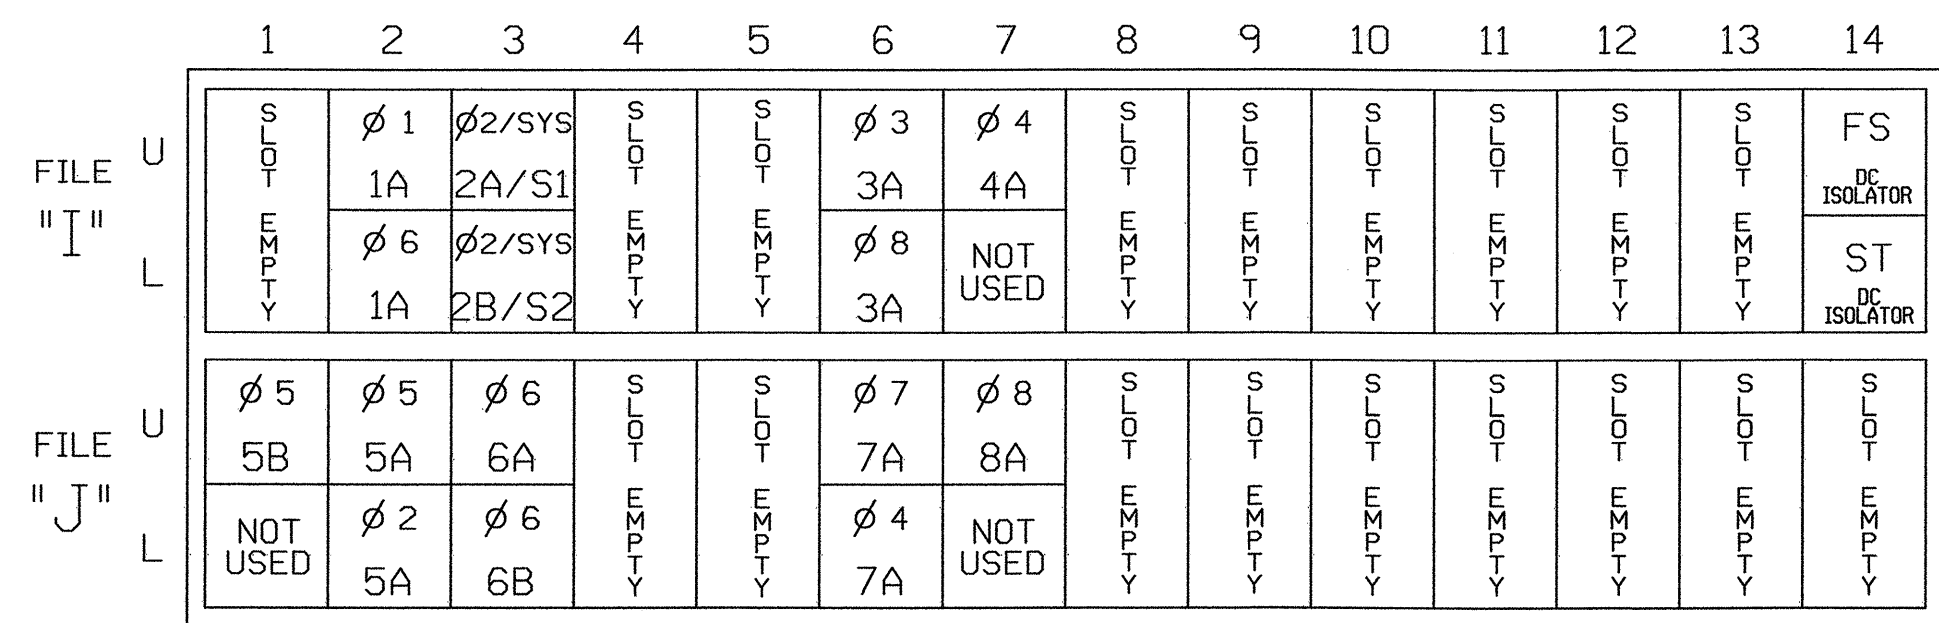 1 2 3 4 5 6 7 8 9 10 11 12 13 14
FILE "I"
U
L
SLOT EMPTY
Ø 1
1A
Ø 6
1A
Ø2/SYS
2A/S1
Ø2/SYS
2B/S2
SLOT EMPTY
SLOT EMPTY
Ø 3
3A
Ø 8
3A
Ø 4
4A
NOT
USED
SLOT EMPTY
SLOT EMPTY
SLOT EMPTY
SLOT EMPTY
SLOT EMPTY
SLOT EMPTY
FS
DC
ISOLATOR
ST
DC
ISOLATOR
FILE "J"
U
L
Ø 5
5B
NOT
USED
Ø 5
5A
Ø 2
5A
Ø 6
6A
Ø 6
6B
SLOT EMPTY
SLOT EMPTY
Ø 7
7A
Ø 4
7A
Ø 8
8A
NOT
USED
SLOT EMPTY
SLOT EMPTY
SLOT EMPTY
SLOT EMPTY
SLOT EMPTY
SLOT EMPTY
SLOT EMPTY